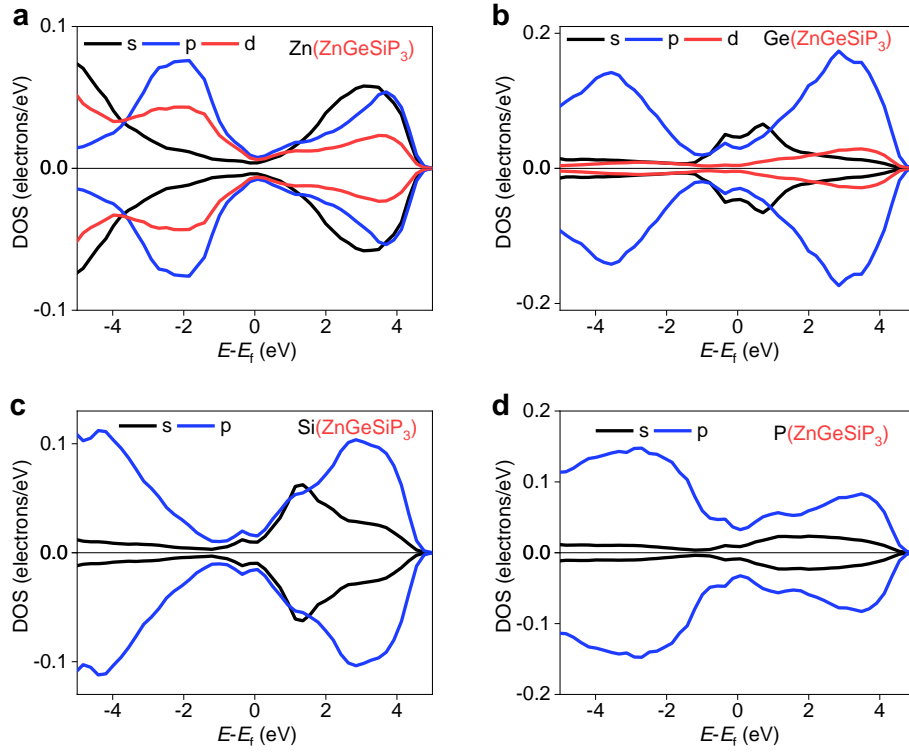 a
s p d Zn(ZnGeSiP3)
0.1
0.0
-0.1
DOS (electrons/eV)
-4 -2 0 2 4
E-Ef (eV)
b
s p d Ge(ZnGeSiP3)
0.2
0.0
-0.2
DOS (electrons/eV)
-4 -2 0 2 4
E-Ef (eV)
c
s p Si(ZnGeSiP3)
0.1
0.0
-0.1
DOS (electrons/eV)
-4 -2 0 2 4
E-Ef (eV)
d
s p P(ZnGeSiP3)
0.2
0.1
0.0
-0.1
-0.2
DOS (electrons/eV)
-4 -2 0 2 4
E-Ef (eV)